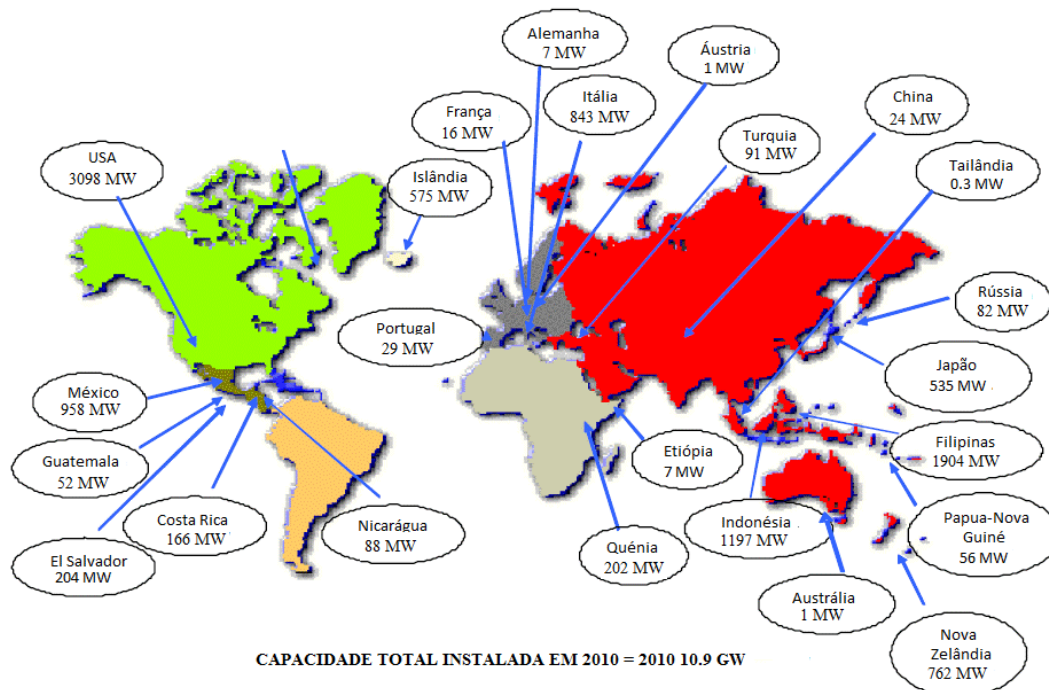 Alemanha
7 MW
Áustria
1 MW
França
16 MW
Itália
843 MW
China
24 MW
USA
3098 MW
Islândia
575 MW
Turquia
91 MW
Tailândia
0.3 MW
Rússia
82 MW
Portugal
29 MW
Japão
535 MW
México
958 MW
Filipinas
1904 MW
Guatemala
52 MW
Etiópia
7 MW
Costa Rica
166 MW
Nicarágua
88 MW
Indonésia
1197 MW
Papua-Nova
Guiné
56 MW
El Salvador
204 MW
Quénia
202 MW
Austrália
1 MW
Nova
Zelândia
762 MW
CAPACIDADE TOTAL INSTALADA EM 2010 = 2010 10.9 GW